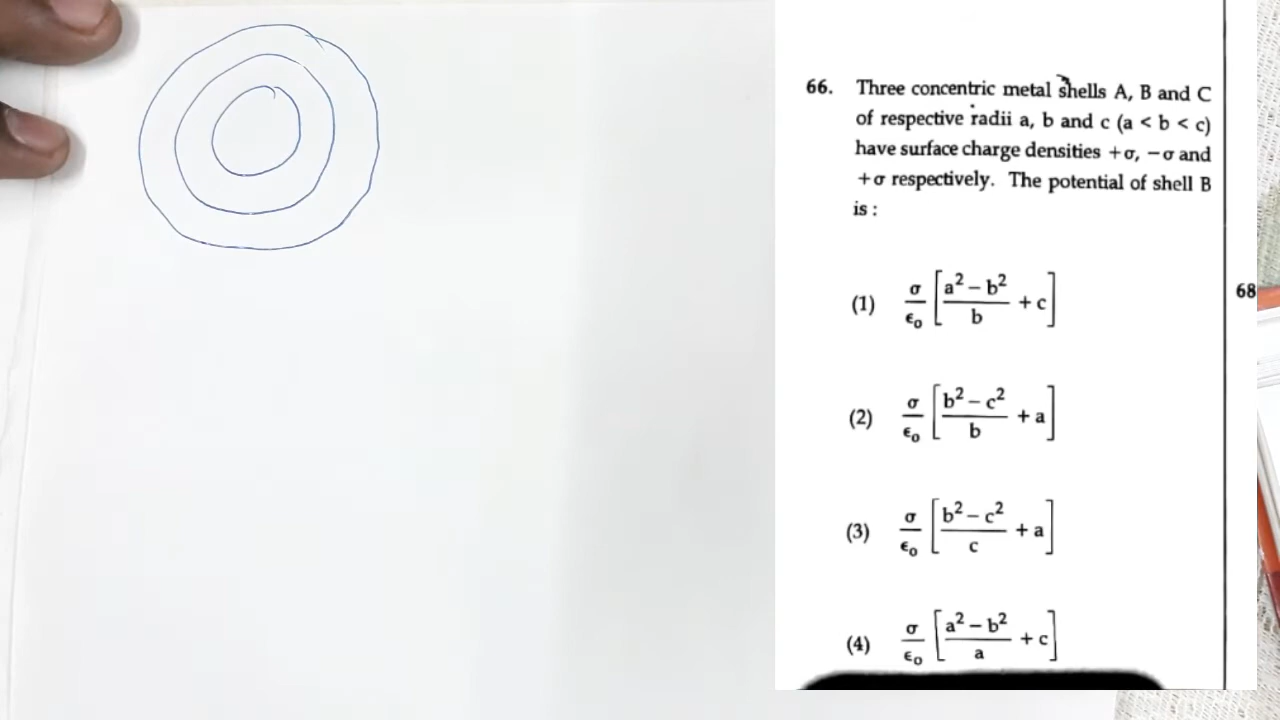 66. Three concentric metal shells A, B and C
of respective radii a, b and c (a < b < c)
have surface charge densities +σ, −σ and
+σ respectively. The potential of shell B
is :
(1) σ/ϵ₀ [(a² − b²)/b + c]
(2) σ/ϵ₀ [(b² − c²)/b + a]
(3) σ/ϵ₀ [(b² − c²)/c + a]
(4) σ/ϵ₀ [(a² − b²)/a + c]
68